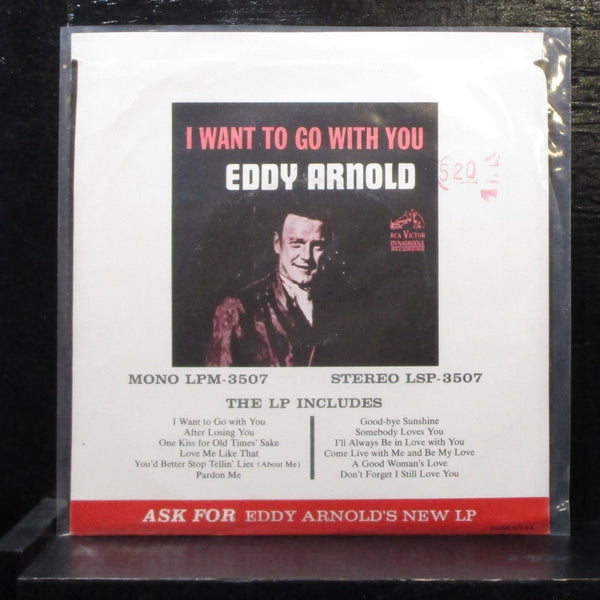 I WANT TO GO WITH YOU
EDDY ARNOLD
520
RCA VICTOR
DYNAGROOVE
RECORDING
MONO LPM-3507
STEREO LSP-3507
THE LP INCLUDES
I Want to Go with You
After Losing You
One Kiss for Old Times' Sake
Love Me Like That
You'd Better Stop Tellin' Lies (About Me)
Pardon Me
Good-bye Sunshine
Somebody Loves You
I'll Always Be in Love with You
Come Live with Me and Be My Love
A Good Woman's Love
Don't Forget I Still Love You
ASK FOR EDDY ARNOLD'S NEW LP